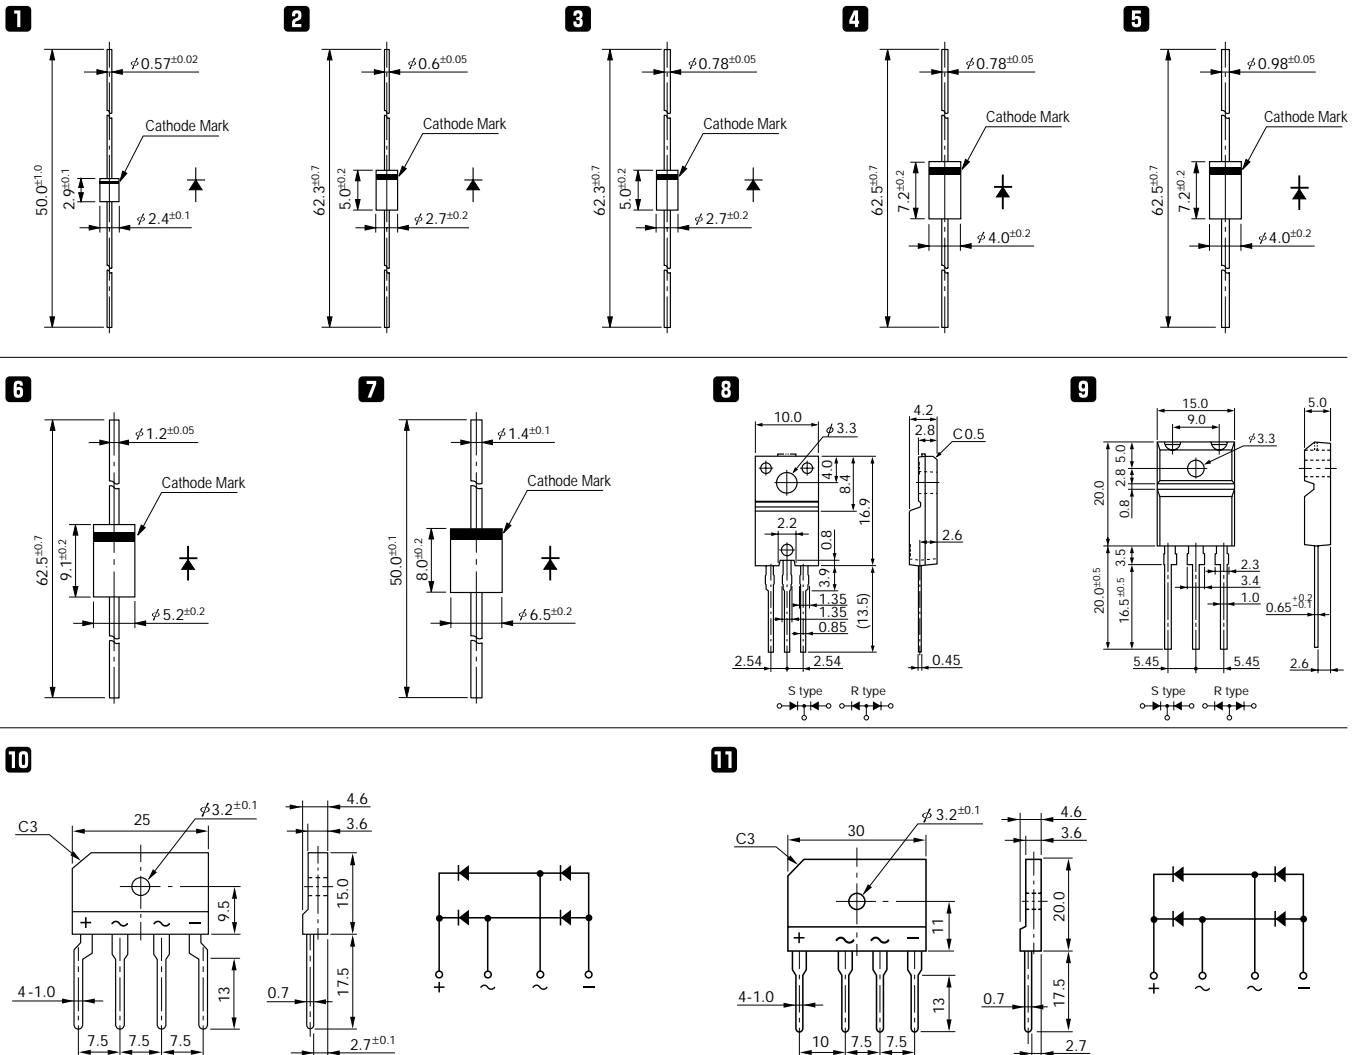 1
50.0±1.0
2.9±0.1
φ0.57±0.02
Cathode Mark
φ2.4±0.1
2
62.3±0.7
5.0±0.2
φ0.6±0.05
Cathode Mark
φ2.7±0.2
3
62.3±0.7
5.0±0.2
φ0.78±0.05
Cathode Mark
φ2.7±0.2
4
62.5±0.7
7.2±0.2
φ0.78±0.05
Cathode Mark
φ4.0±0.2
5
62.5±0.7
7.2±0.2
φ0.98±0.05
Cathode Mark
φ4.0±0.2
6
62.5±0.7
9.1±0.2
φ1.2±0.05
Cathode Mark
φ5.2±0.2
7
50.0±0.1
8.0±0.2
φ1.4±0.1
Cathode Mark
φ6.5±0.2
8
10.0
φ3.3
4.0
8.4
16.9
2.2
0.8
3.9
1.35
1.35
0.85
(13.5)
2.54
2.54
4.2
2.8
C0.5
2.6
0.45
S type
R type
9
15.0
9.0
φ3.3
5.0
2.8
0.8
20.0
3.5
20.0±0.5
16.5±0.5
2.3
3.4
1.0
5.45
5.45
5.0
0.65+0.2-0.1
2.6
S type
R type
10
C3
25
φ3.2±0.1
9.5
+ ~ ~ −
4-1.0
13
7.5 7.5 7.5
4.6
3.6
15.0
17.5
0.7
2.7±0.1
+ ~ ~ −
11
C3
30
φ3.2±0.1
11
+ ~ ~ −
4-1.0
13
10 7.5 7.5
4.6
3.6
20.0
17.5
0.7
2.7
+ ~ ~ −